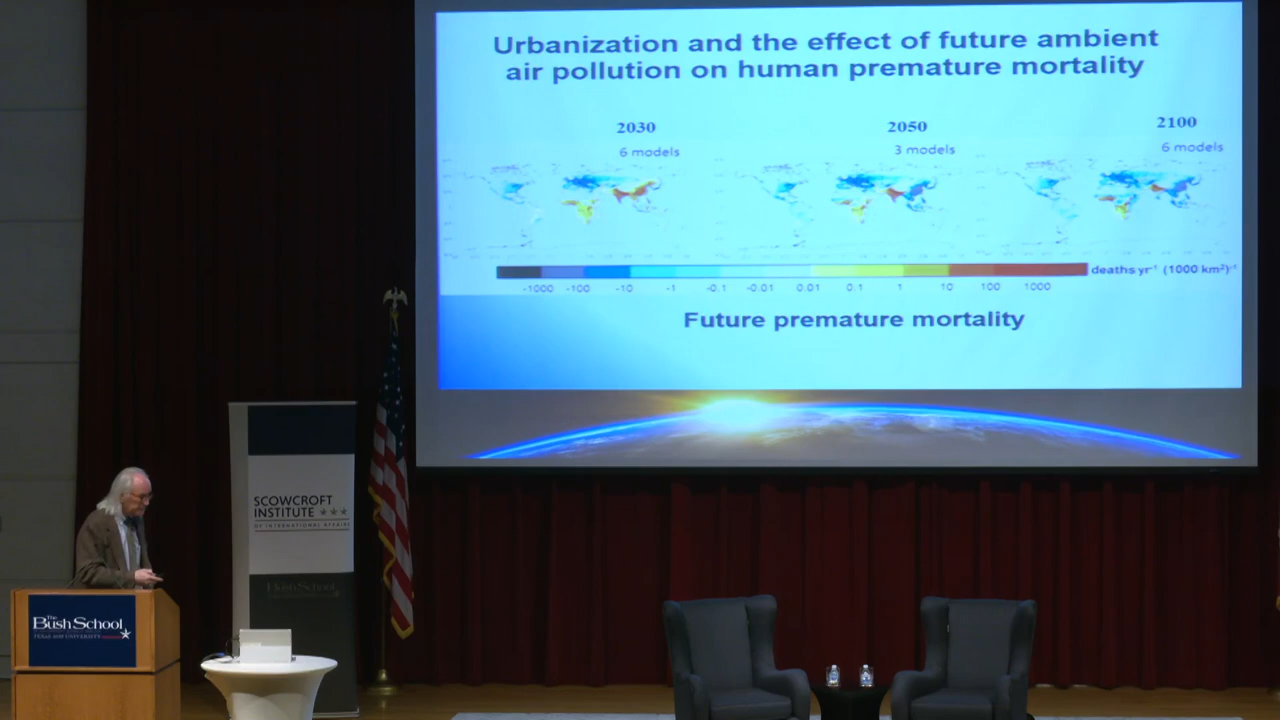 Urbanization and the effect of future ambient
air pollution on human premature mortality
2030
2050
2100
6 models
3 models
6 models
deaths yr⁻¹ (1000 km²)⁻¹
-1000 -100 -10 -1 -0.1 -0.01 0.01 0.1 1 10 100 1000
Future premature mortality
SCOWCROFT
INSTITUTE ★★★
OF INTERNATIONAL AFFAIRS
The
Bush School
The
Bush School
TEXAS A&M UNIVERSITY